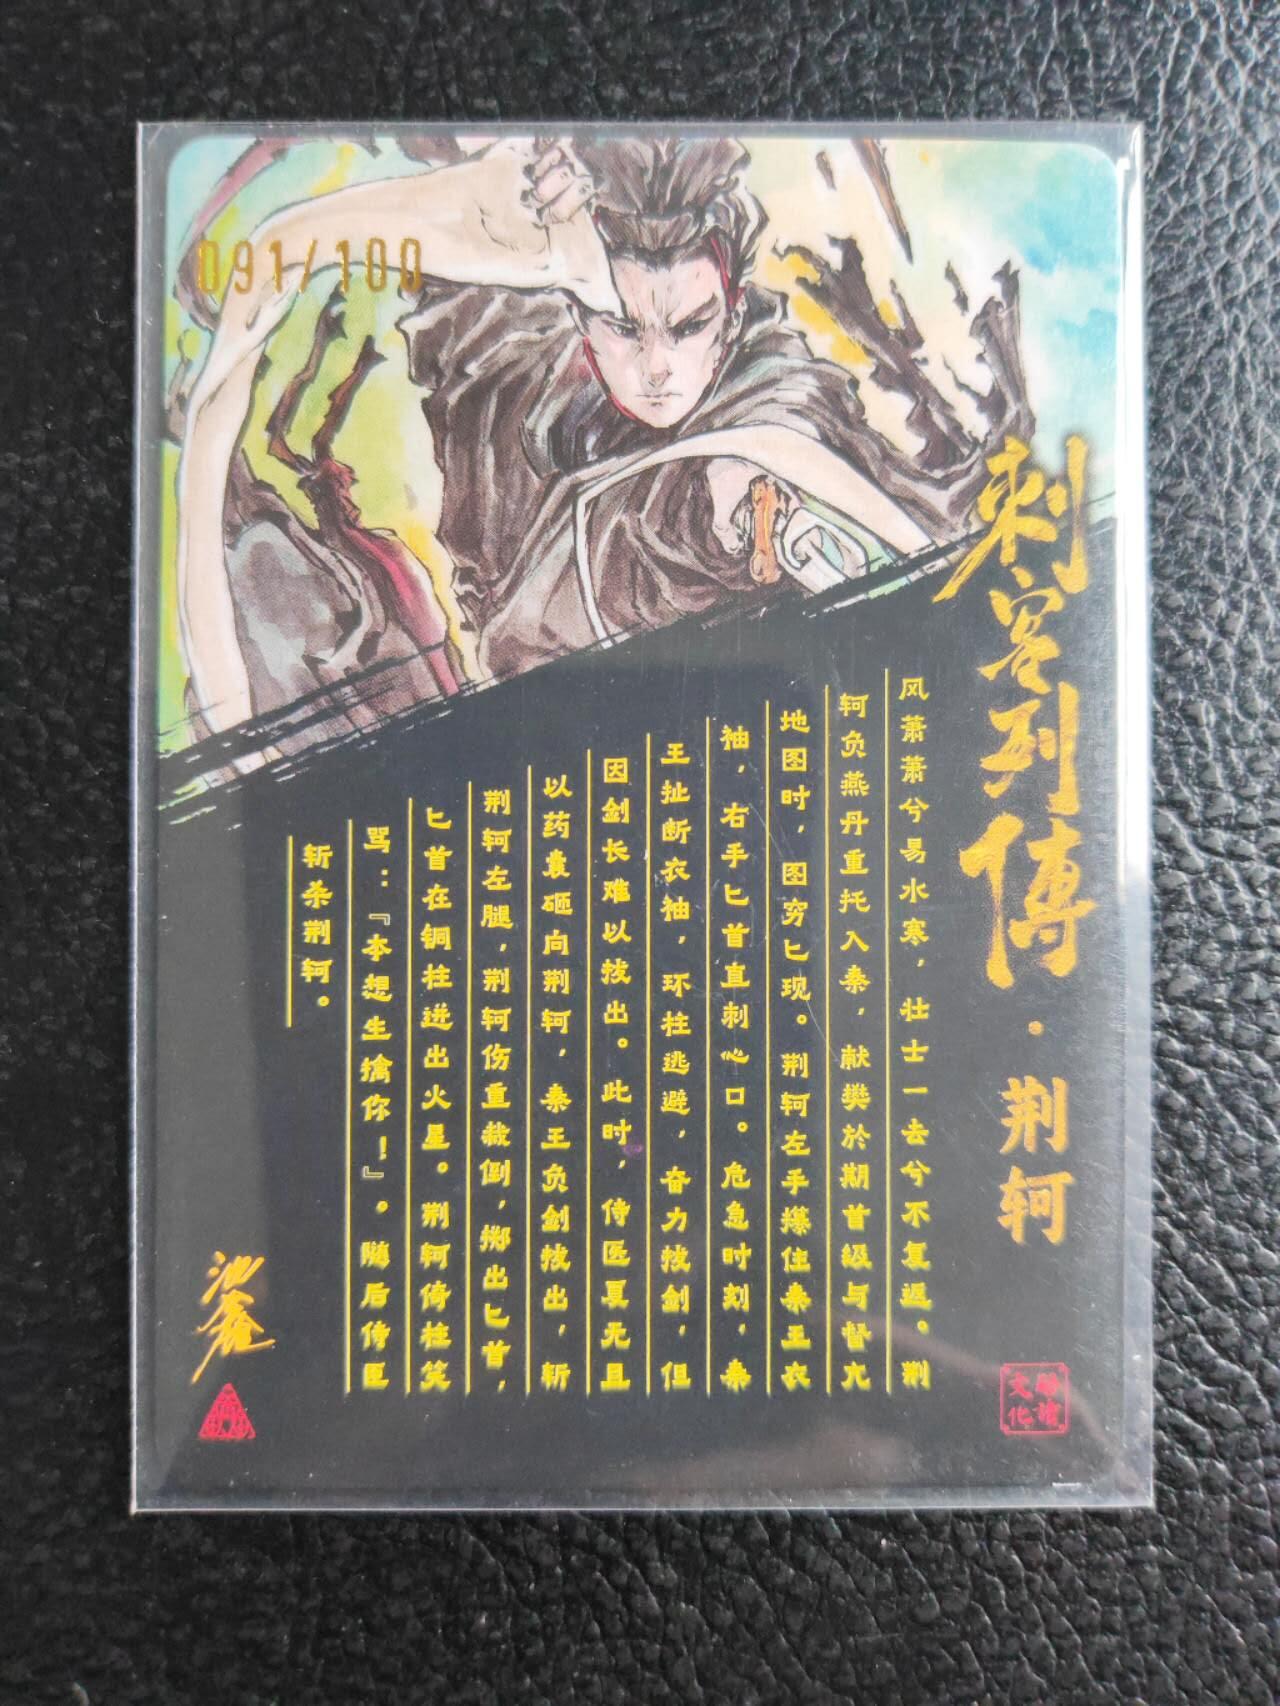 091/100
刺客列傳·荆轲
风萧萧兮易水寒，壮士一去兮不复返。荆
轲负燕丹重托入秦，献樊於期首级与督亢
地图时，图穷匕现。荆轲左手攥住秦王衣
袖，右手匕首直刺心口。危急时刻，秦
王扯断衣袖，环柱逃避，奋力拔剑，但
因剑长难以拔出。此时，侍医夏无且
以药囊砸向荆轲，秦王负剑拔出，斩
荆轲左腿，荆轲伤重栽倒，掷出匕首，
匕首在铜柱迸出火星。荆轲倚柱笑
骂：『本想生擒你！』。随后侍臣
斩杀荆轲。
文化